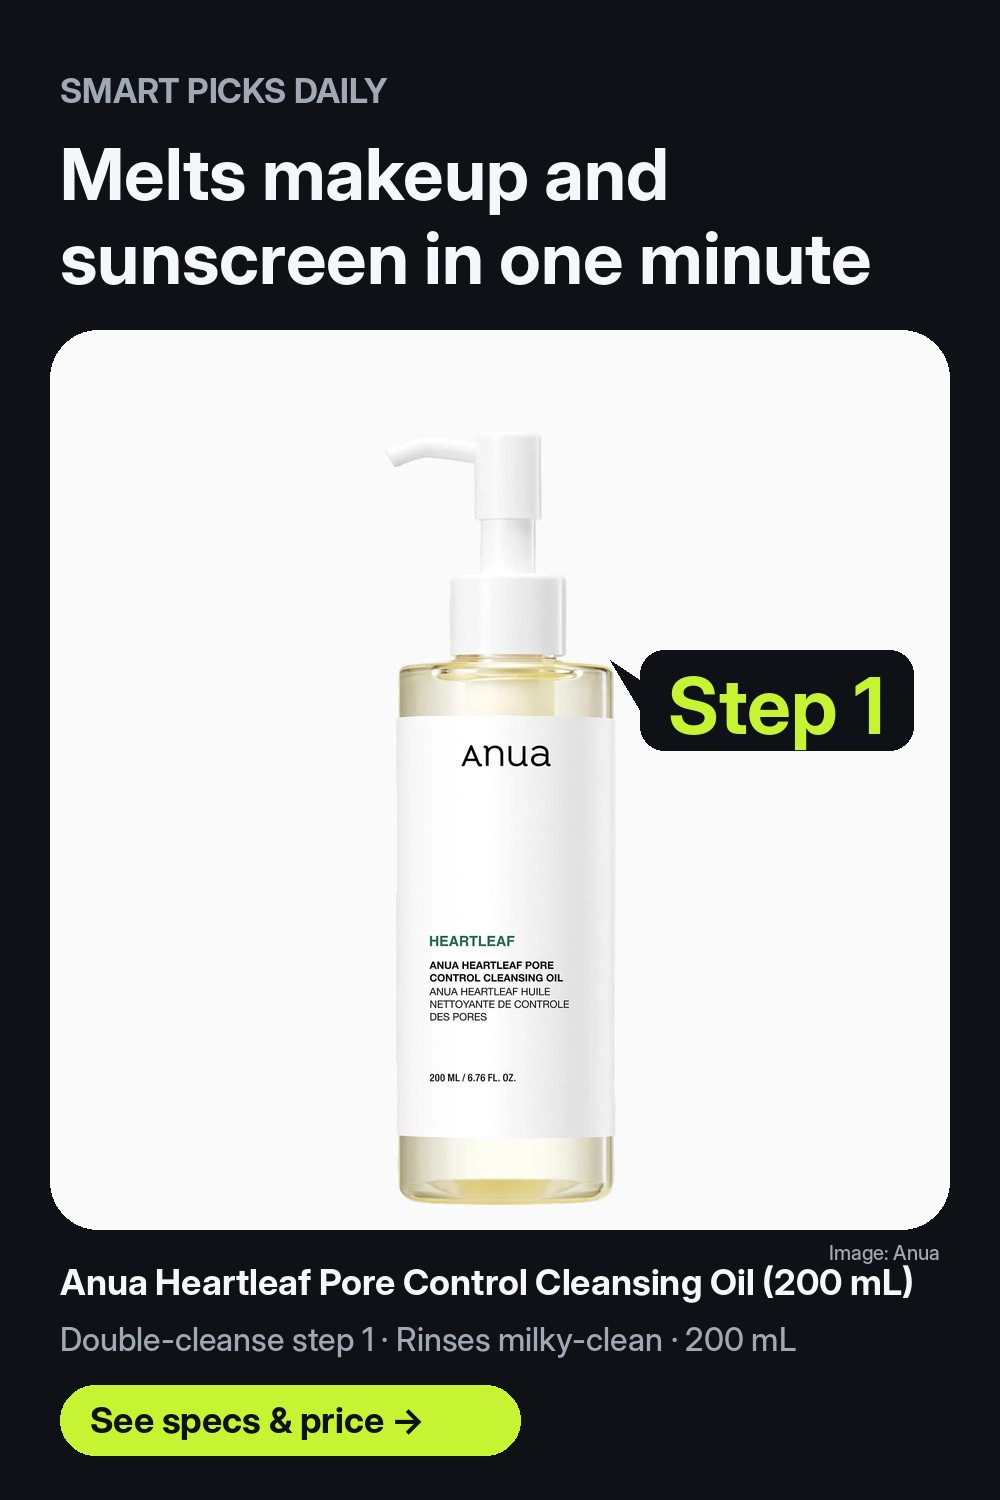 SMART PICKS DAILY
Melts makeup and
sunscreen in one minute
Step 1
Anua
HEARTLEAF
ANUA HEARTLEAF PORE
CONTROL CLEANSING OIL
ANUA HEARTLEAF HUILE
NETTOYANTE DE CONTROLE
DES PORES
200 ML / 6.76 FL. OZ.
Image: Anua
Anua Heartleaf Pore Control Cleansing Oil (200 mL)
Double-cleanse step 1 · Rinses milky-clean · 200 mL
See specs & price →